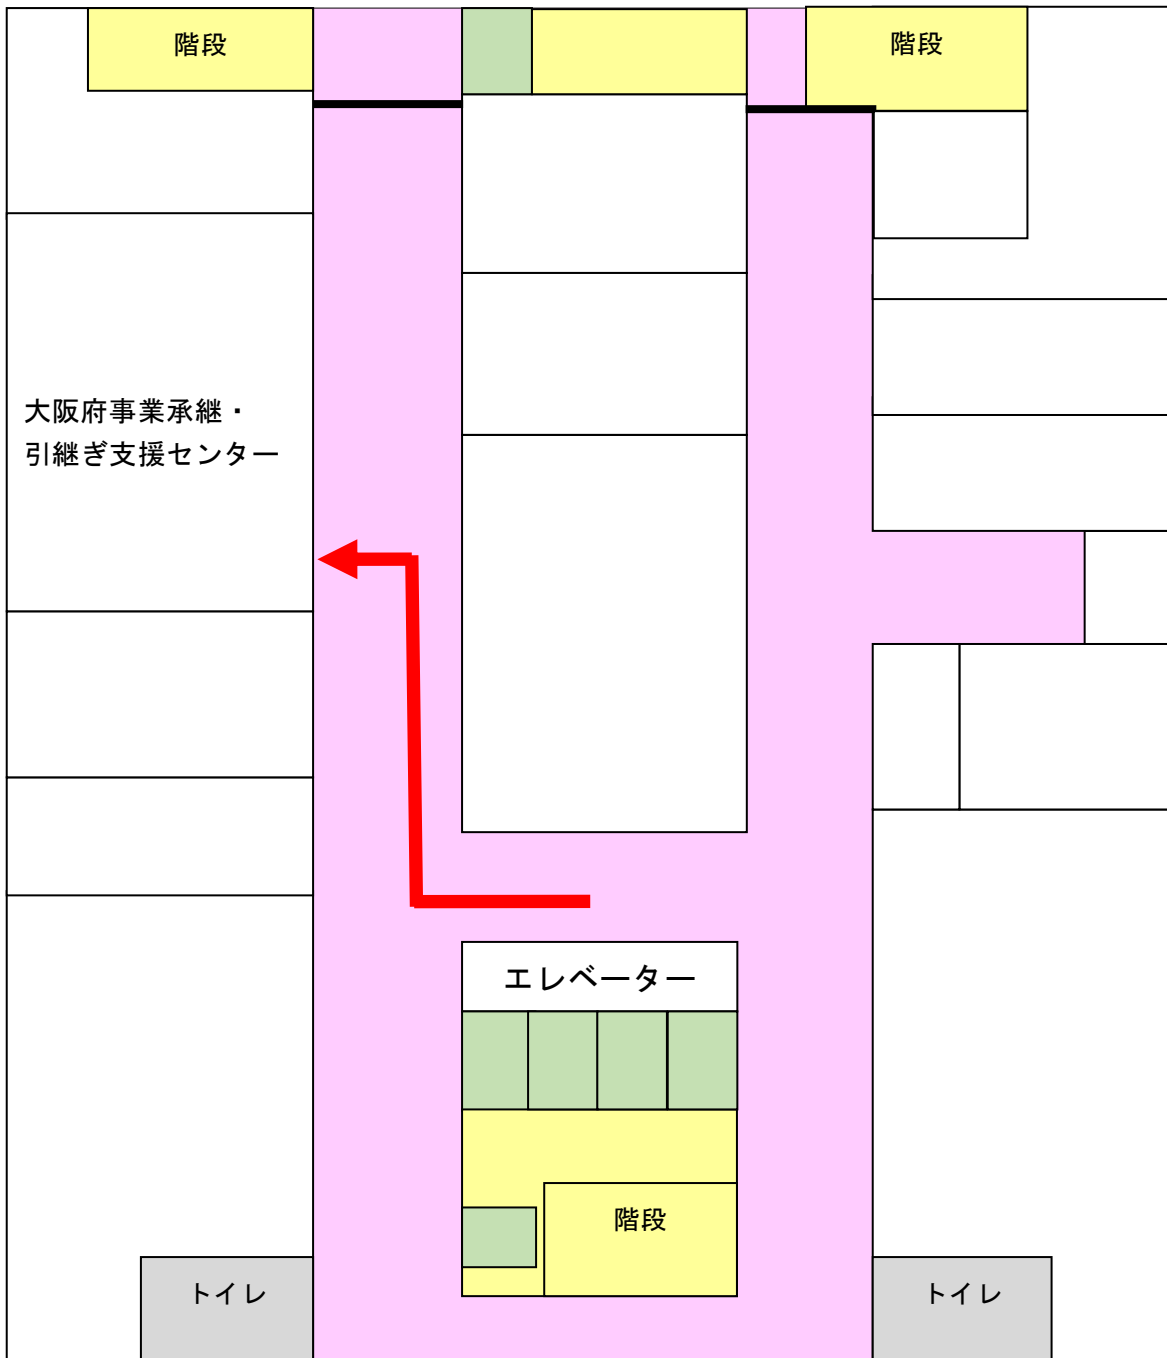 階段
階段
大阪府事業承継・
引継ぎ支援センター
エレベーター
階段
トイレ
トイレ